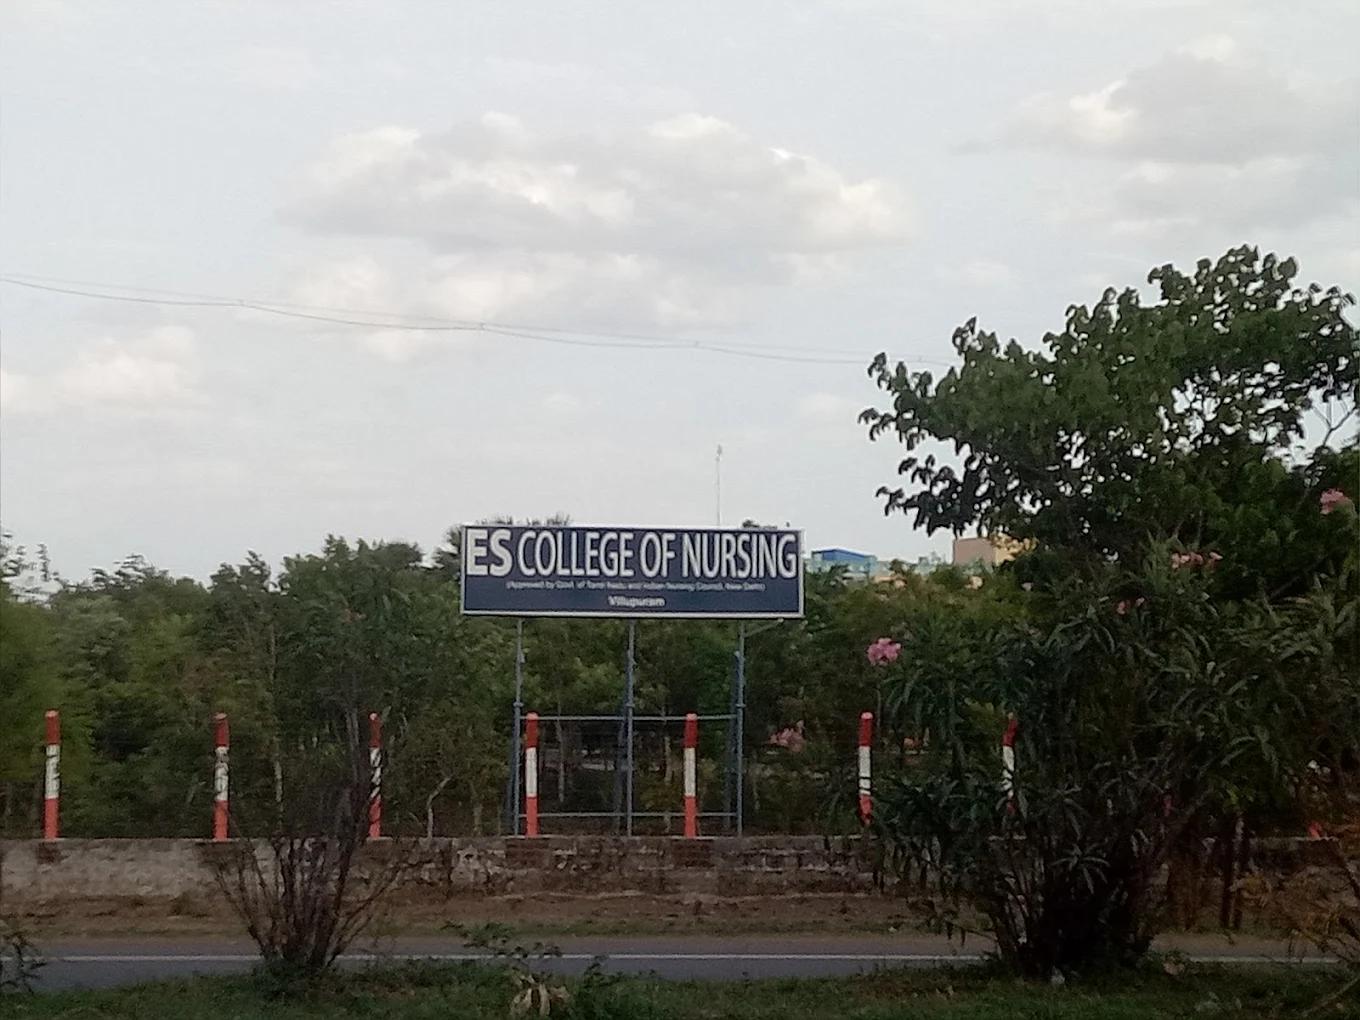 ES COLLEGE OF NURSING
(Approved by Govt. of Tamil Nadu and Indian Nursing Council, New Delhi)
Villupuram